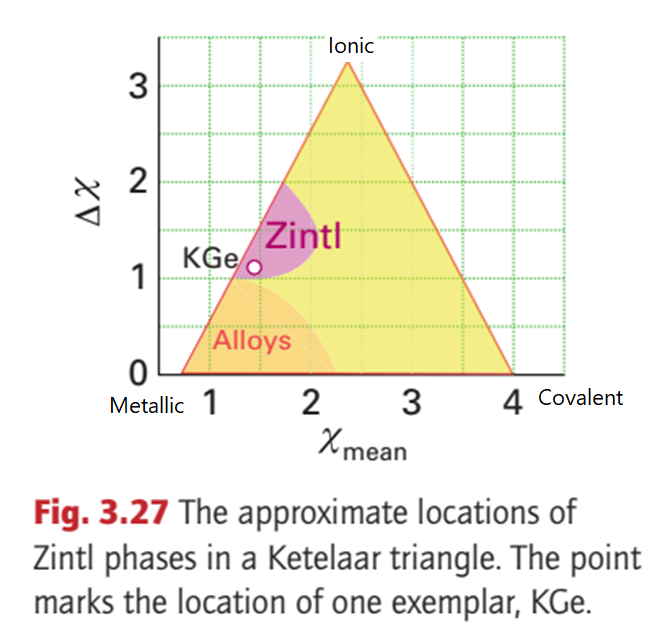 Ionic
3
2
Δχ
Zintl
KGe
1
Alloys
0
Metallic 1 2 3 4 Covalent
χ mean
Fig. 3.27 The approximate locations of
Zintl phases in a Ketelaar triangle. The point
marks the location of one exemplar, KGe.